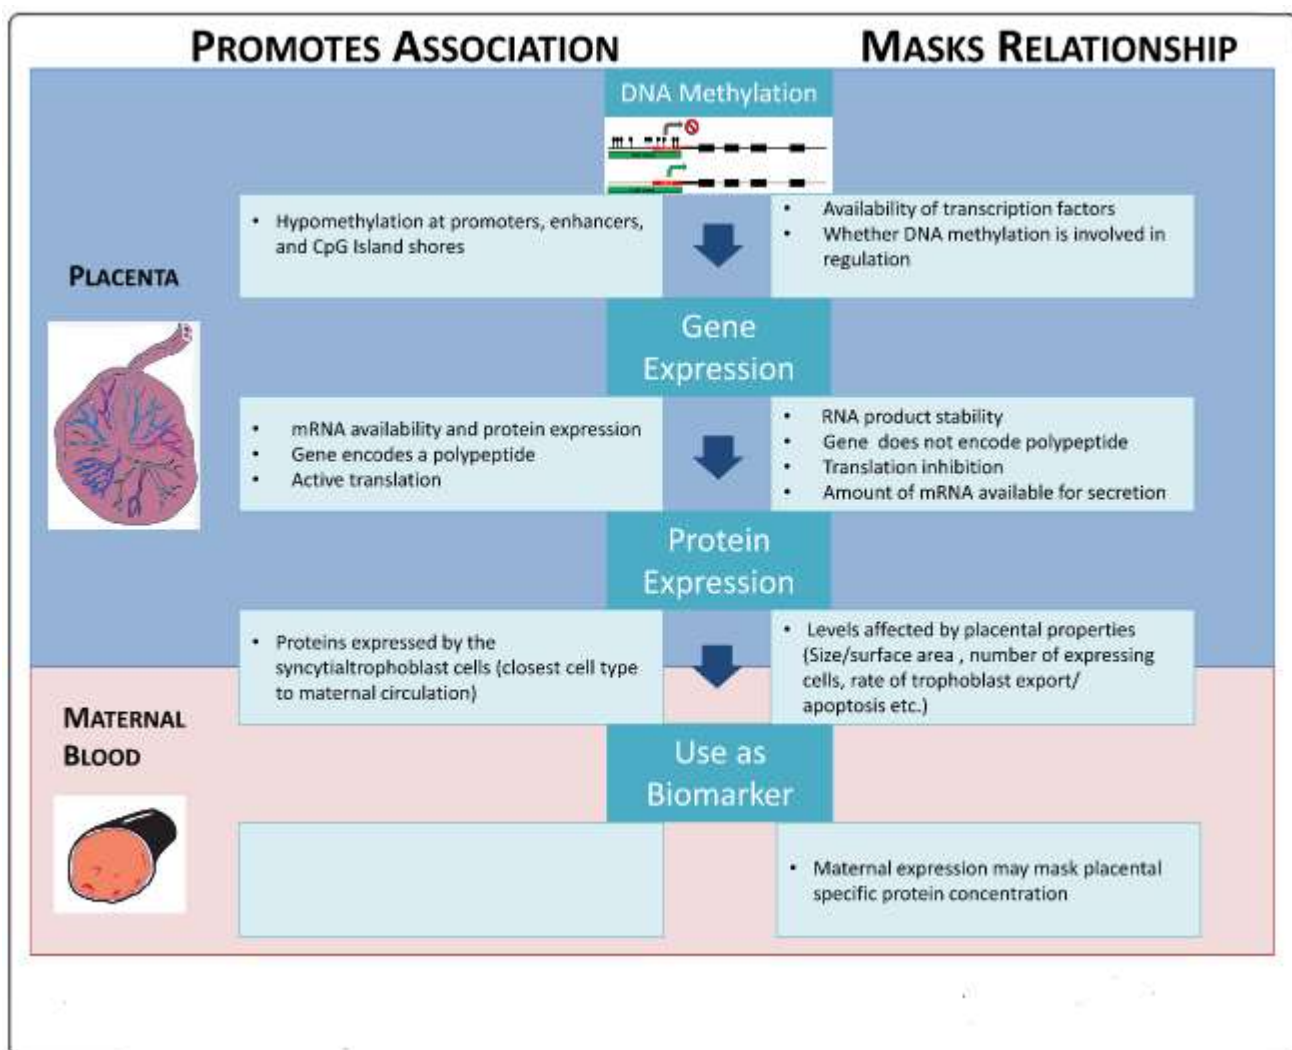 PROMOTES ASSOCIATION
MASKS RELATIONSHIP
DNA Methylation
• Hypomethylation at promoters, enhancers,
and CpG Island shores
• Availability of transcription factors
• Whether DNA methylation is involved in
regulation
PLACENTA
Gene
Expression
• mRNA availability and protein expression
• Gene encodes a polypeptide
• Active translation
• RNA product stability
• Gene does not encode polypeptide
• Translation inhibition
• Amount of mRNA available for secretion
Protein
Expression
• Proteins expressed by the
syncytialtrophoblast cells (closest cell type
to maternal circulation)
• Levels affected by placental properties
(Size/surface area , number of expressing
cells, rate of trophoblast export/
apoptosis etc.)
MATERNAL
BLOOD
Use as
Biomarker
• Maternal expression may mask placental
specific protein concentration